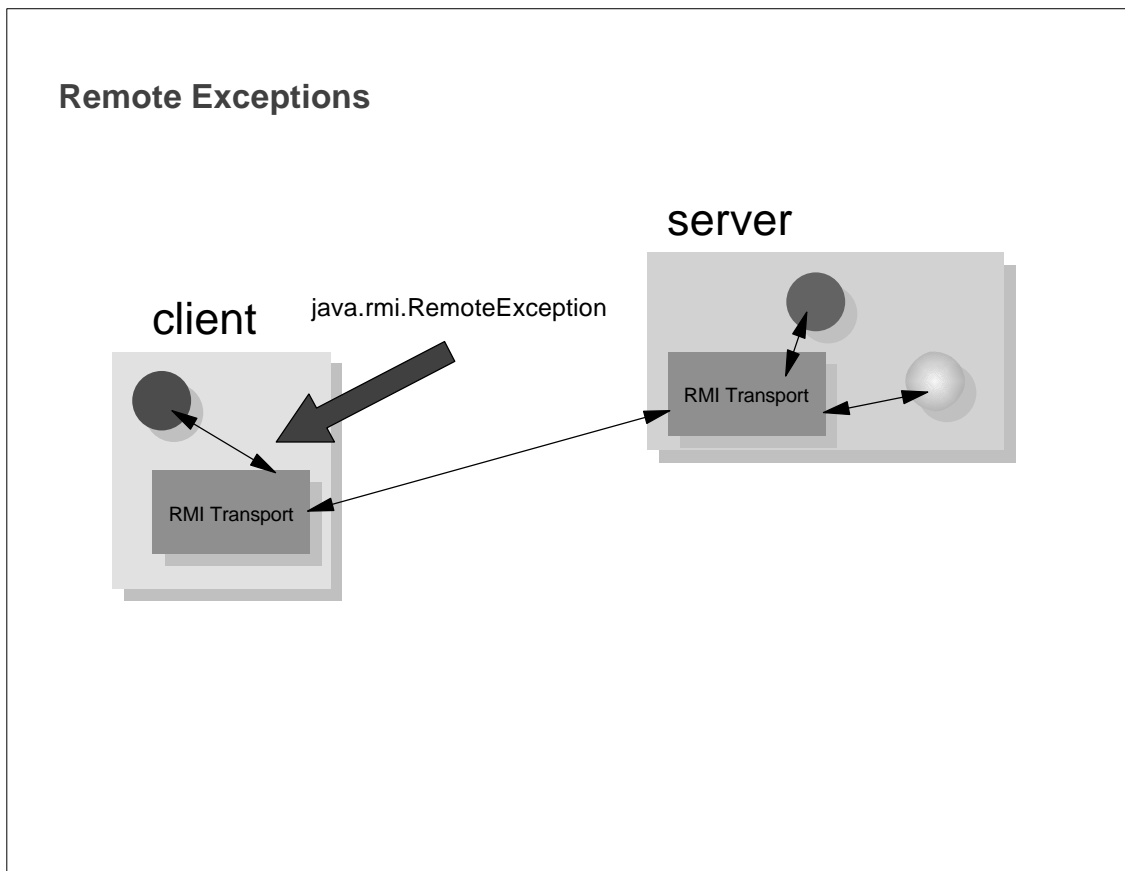 Remote Exceptions
server
client
java.rmi.RemoteException
RMI Transport
RMI Transport